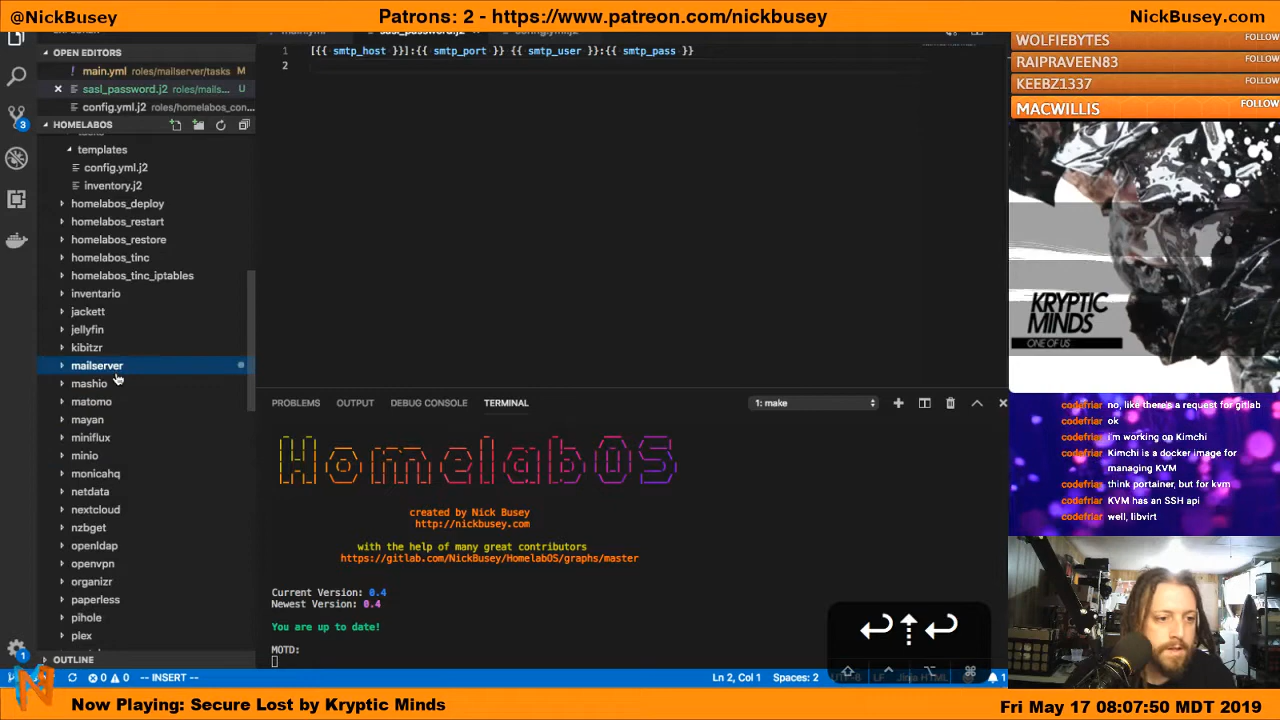 @NickBusey
Patrons: 2 - https://www.patreon.com/nickbusey
NickBusey.com
OPEN EDITORS
main.yml roles/mailserver/tasks M
sasl_password.j2 roles/mails... U
config.yml.j2 roles/homelabos_con...
HOMELABOS
templates
config.yml.j2
inventory.j2
homelabos_deploy
homelabos_restart
homelabos_restore
homelabos_tinc
homelabos_tinc_iptables
inventario
jackett
jellyfin
kibitzr
mailserver
mashio
matomo
mayan
miniflux
minio
monicahq
netdata
nextcloud
nzbget
openldap
openvpn
organizr
paperless
pihole
plex
OUTLINE
1 [{{ smtp_host }}]:{{ smtp_port }} {{ smtp_user }}:{{ smtp_pass }}
2
PROBLEMS OUTPUT DEBUG CONSOLE TERMINAL 1: make
HomelabOS
created by Nick Busey
http://nickbusey.com
with the help of many great contributors
https://gitlab.com/NickBusey/HomelabOS/graphs/master
Current Version: 0.4
Newest Version: 0.4
You are up to date!
MOTD:
0 0 -- INSERT -- Ln 2, Col 1 Spaces: 2 UTF-8 LF Jinja HTML 1
WOLFIEBYTES FOLLOW
RAIPRAVEEN83 FOLLOW
KEEBZ1337 FOLLOW
MACWILLIS FOLLOW
KRYPTIC
MINDS
ONE OF US
codefriar no, like there's a request for gitlab
codefriar ok
codefriar i'm working on Kimchi
codefriar Kimchi is a docker image for
managing KVM
codefriar think portainer, but for kvm
codefriar KVM has an SSH api
codefriar well, libvirt
Now Playing: Secure Lost by Kryptic Minds
Fri May 17 08:07:50 MDT 2019